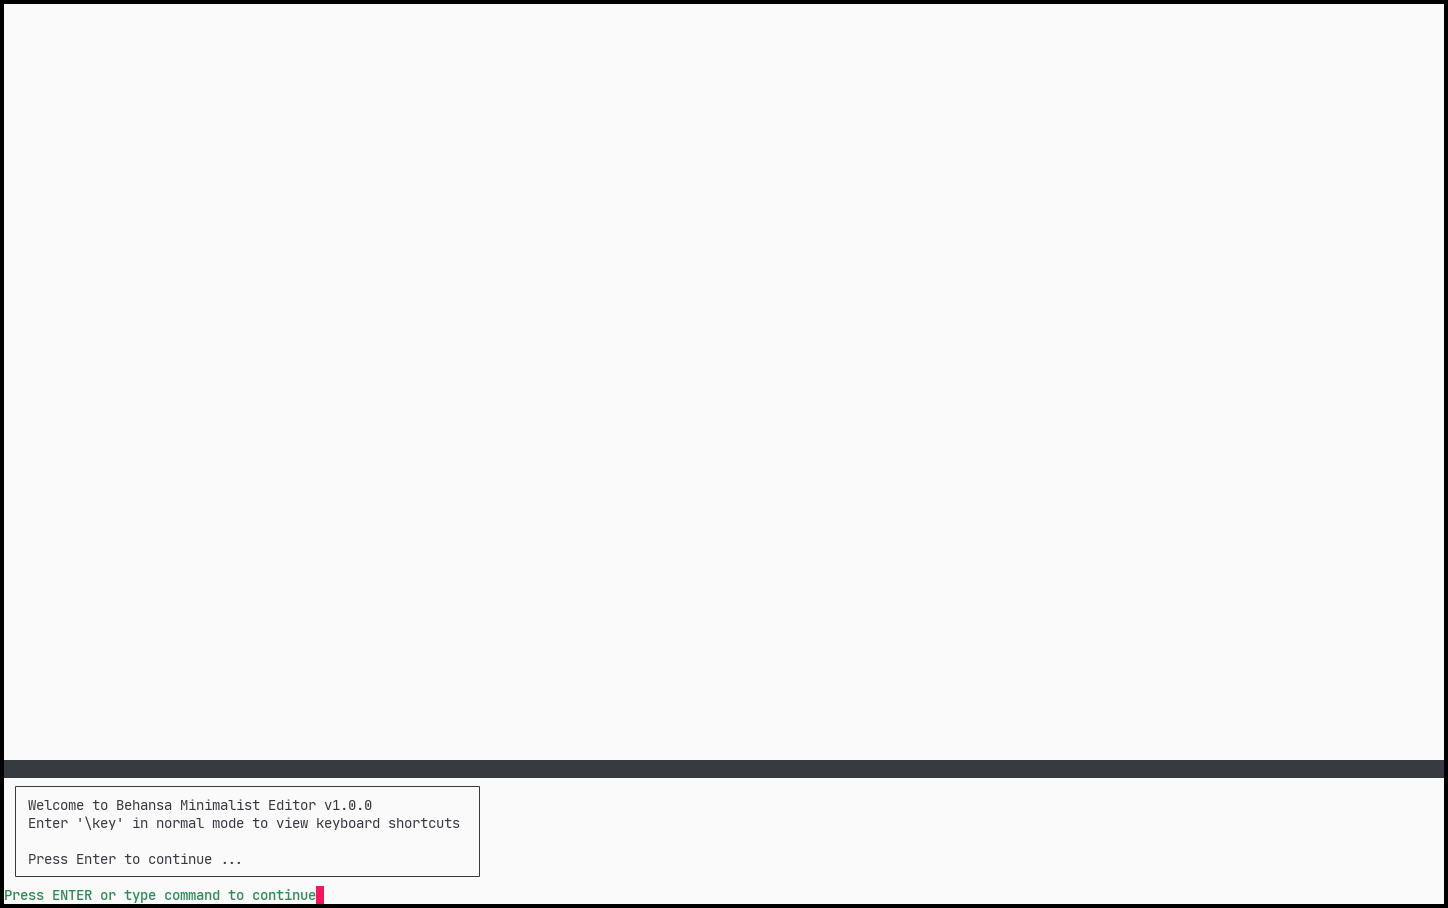 Welcome to Behansa Minimalist Editor v1.0.0
Enter '\key' in normal mode to view keyboard shortcuts
Press Enter to continue ...
Press ENTER or type command to continue